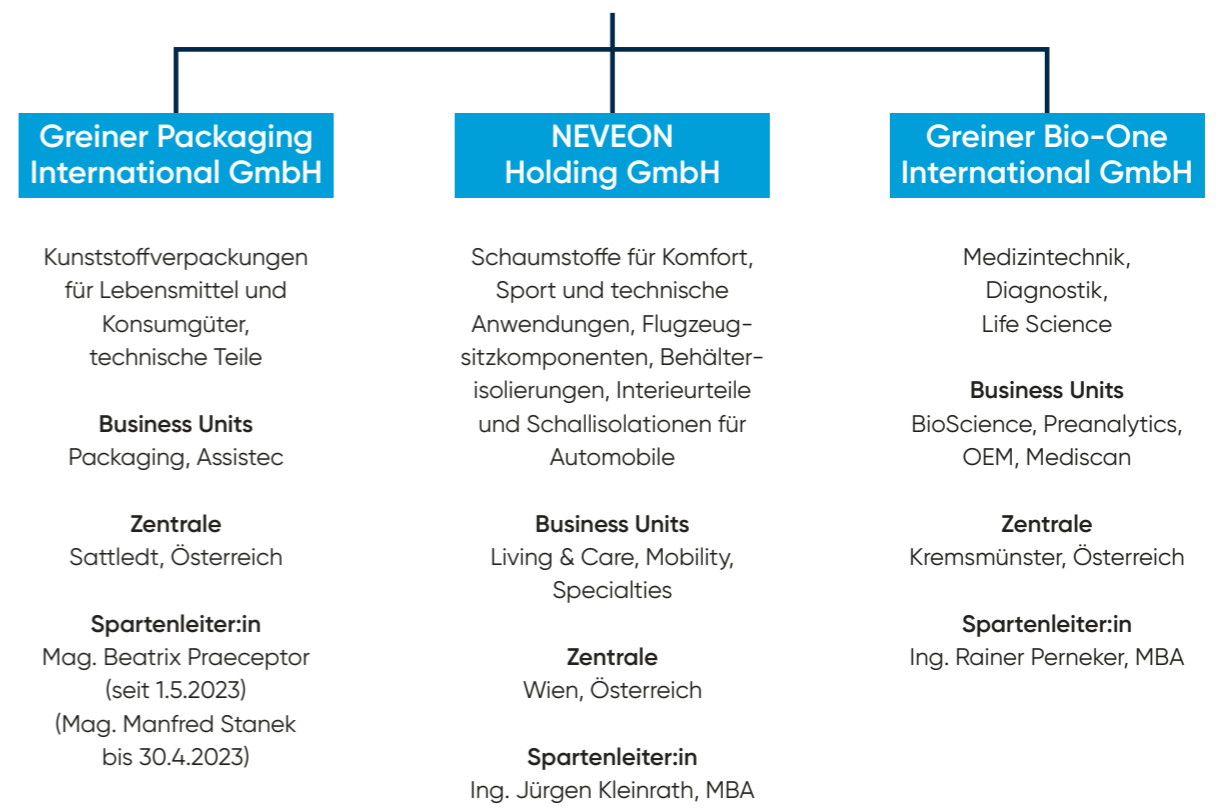 Greiner Packaging
International GmbH
Kunststoffverpackungen
für Lebensmittel und
Konsumgüter,
technische Teile
Business Units
Packaging, Assistec
Zentrale
Sattledt, Österreich
Spartenleiter:in
Mag. Beatrix Praeceptor
(seit 1.5.2023)
(Mag. Manfred Stanek
bis 30.4.2023)
NEVEON
Holding GmbH
Schaumstoffe für Komfort,
Sport und technische
Anwendungen, Flugzeug-
sitzkomponenten, Behälter-
isolierungen, Interieurteile
und Schallisolationen für
Automobile
Business Units
Living & Care, Mobility,
Specialties
Zentrale
Wien, Österreich
Spartenleiter:in
Ing. Jürgen Kleinrath, MBA
Greiner Bio-One
International GmbH
Medizintechnik,
Diagnostik,
Life Science
Business Units
BioScience, Preanalytics,
OEM, Mediscan
Zentrale
Kremsmünster, Österreich
Spartenleiter:in
Ing. Rainer Perneker, MBA